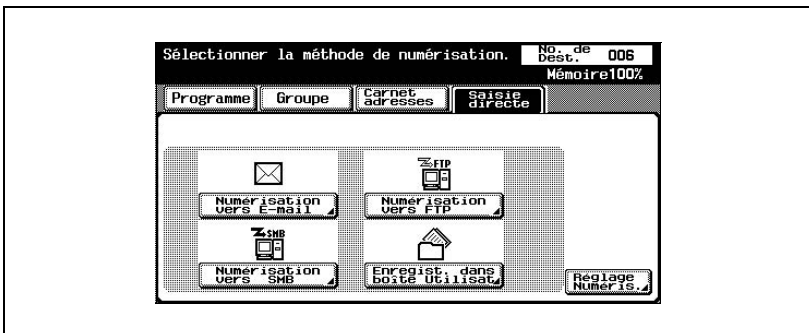 Sélectionner la méthode de numérisation.
No. de
Dest. 006
Mémoire100%
Programme
Groupe
Carnet
adresses
Saisie
directe
FTP
Numérisation
vers E-mail
Numérisation
vers FTP
SMB
Numérisation
vers SMB
Enregist. dans
boîte Utilisat.
Réglage
Numéris.